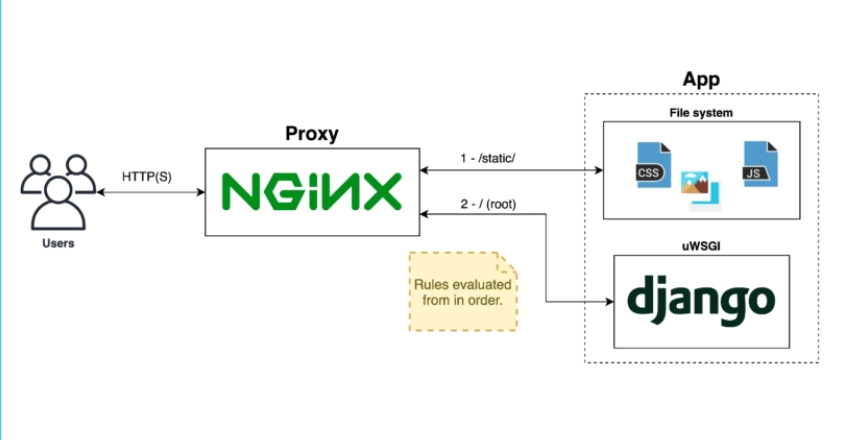 App
File system
Proxy
1 - /static/
HTTP(S)
CSS
JS
NGiNX
2 - / (root)
Users
uWSGI
Rules evaluated
from in order.
django